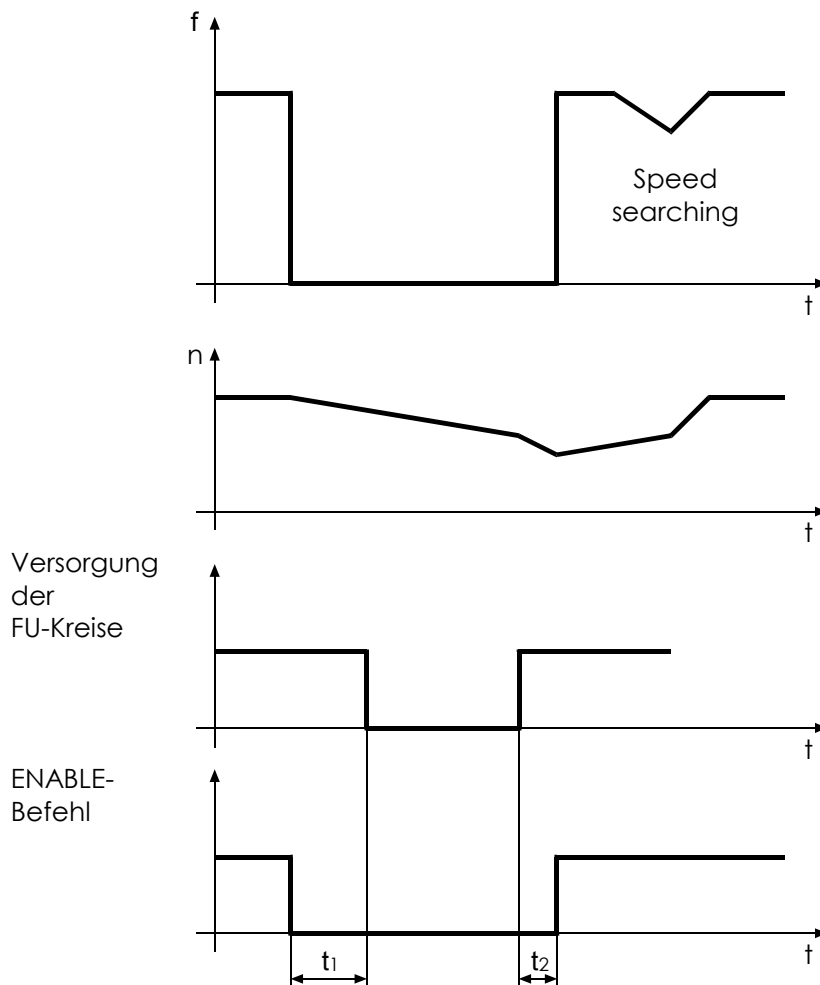 f
Speed
searching
t
n
t
Versorgung
der
FU-Kreise
t
ENABLE-
Befehl
t
t1
t2